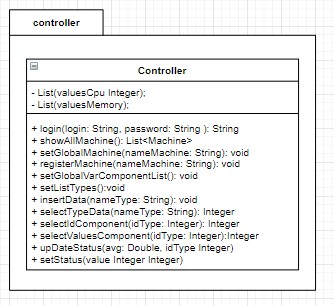 controller
Controller
- List(valuesCpu Integer);
- List(valuesMemory);
+ login(login: String, password: String ): String
+ showAllMachine(): List<Machine>
+ setGlobalMachine(nameMachine: String): void
+ registerMachine(nameMachine: String): void
+ setGlobalVarComponentList(): void
+ setListTypes():void
+ insertData(nameType: String): void
+ selectTypeData(nameType: String): Integer
+ selectIdComponent(idType: Integer): Integer
+ selectValuesComponent(idType: Integer):Integer
+ upDateStatus(avg: Double, idType Integer)
+ setStatus(value Integer Integer)